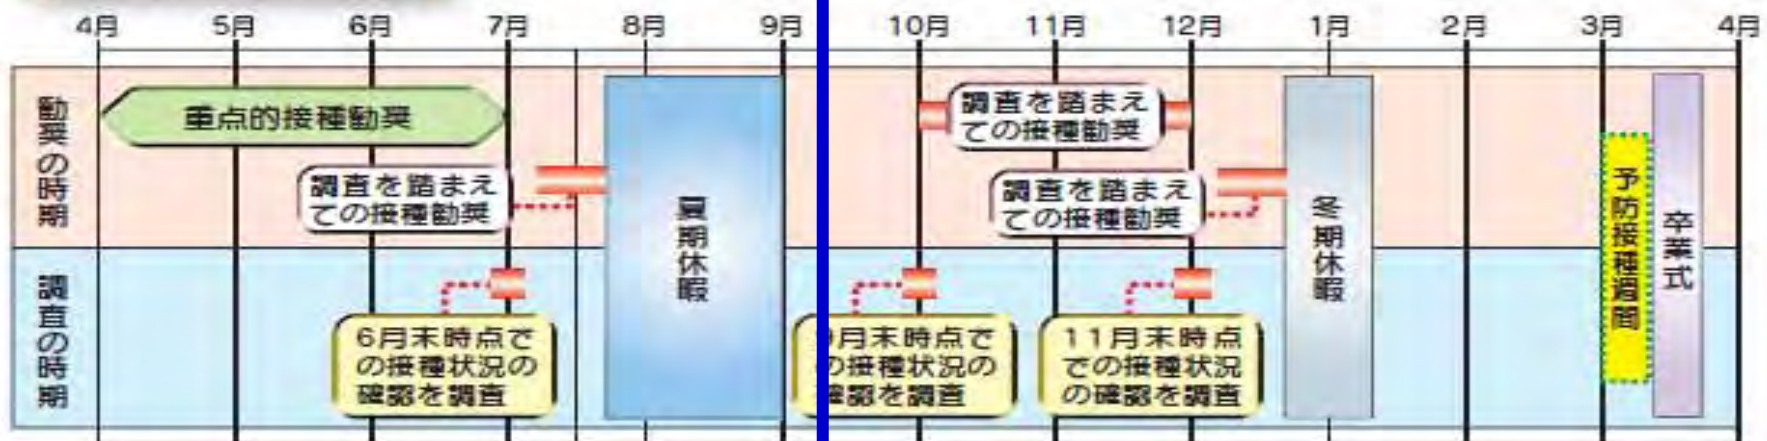 4月 5月 6月 7月 8月 9月 10月 11月 12月 1月 2月 3月 4月
勧奨の時期
重点的接種勧奨
調査を踏まえ
ての接種勧奨
夏期休暇
調査を踏まえ
ての接種勧奨
調査を踏まえ
ての接種勧奨
冬期休暇
予防接種週間
卒業式
調査の時期
6月末時点で
の接種状況の
確認を調査
9月末時点で
の接種状況の
確認を調査
11月末時点
での接種状況
の確認を調査